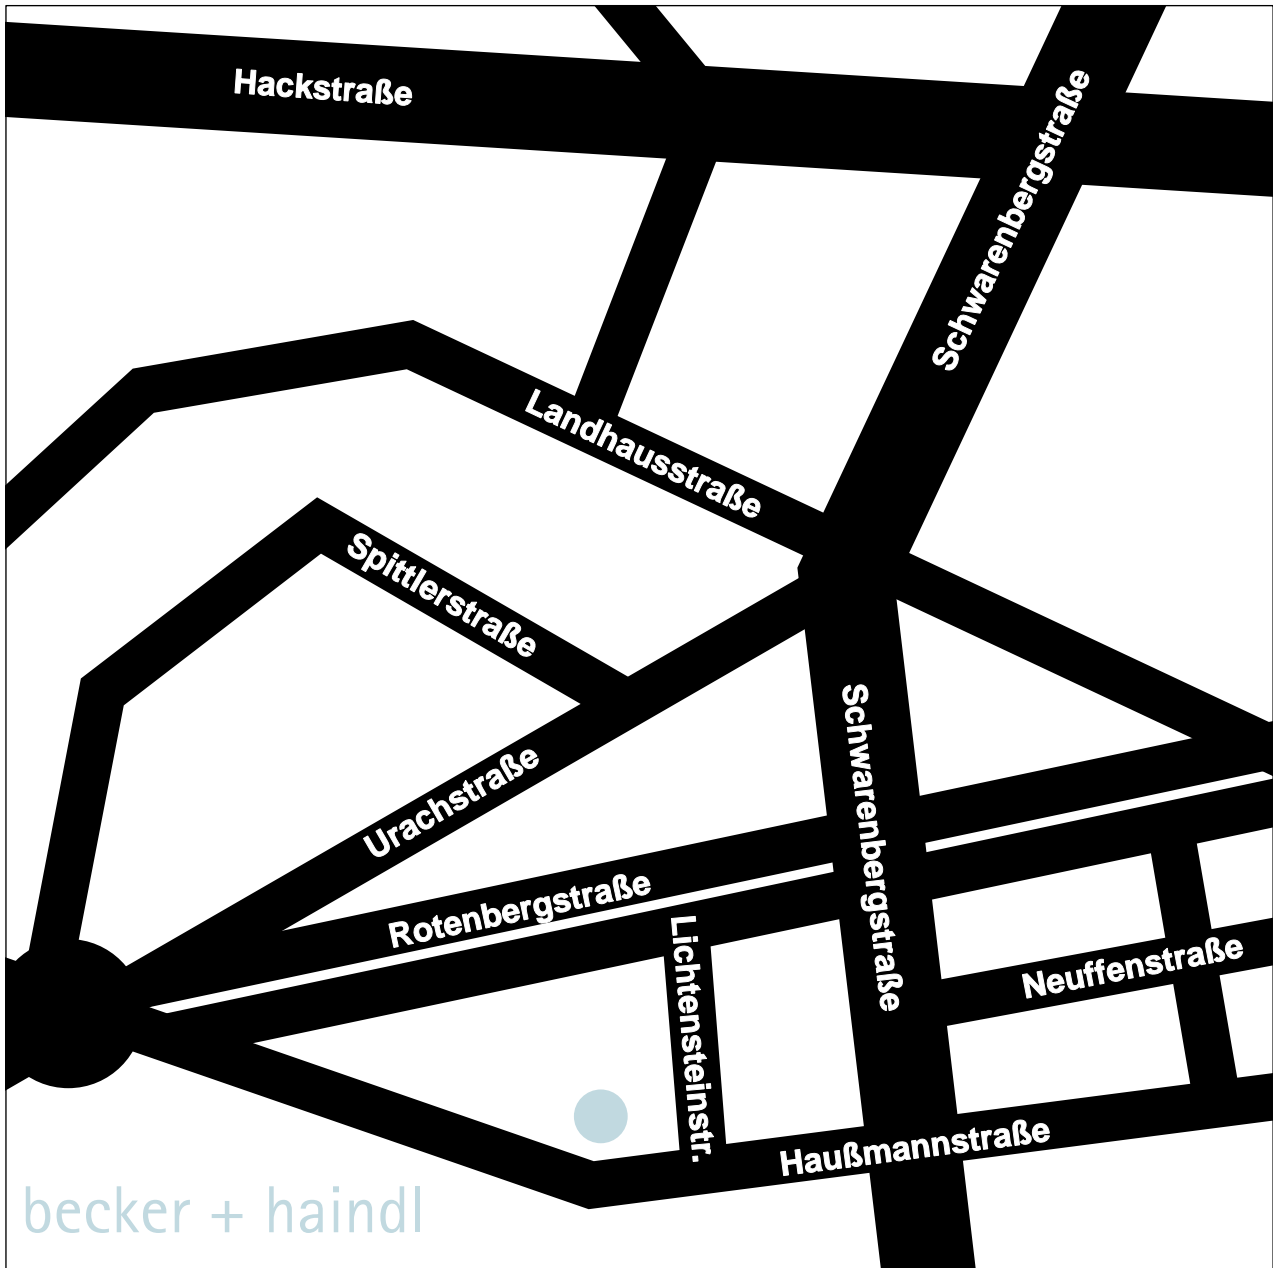 Hackstraße
Schwarenbergstraße
Landhausstraße
Spittlerstraße
Schwarenbergstraße
Urachstraße
Rotenbergstraße
Lichtensteinstr.
Neuffenstraße
Haußmannstraße
becker + haindl